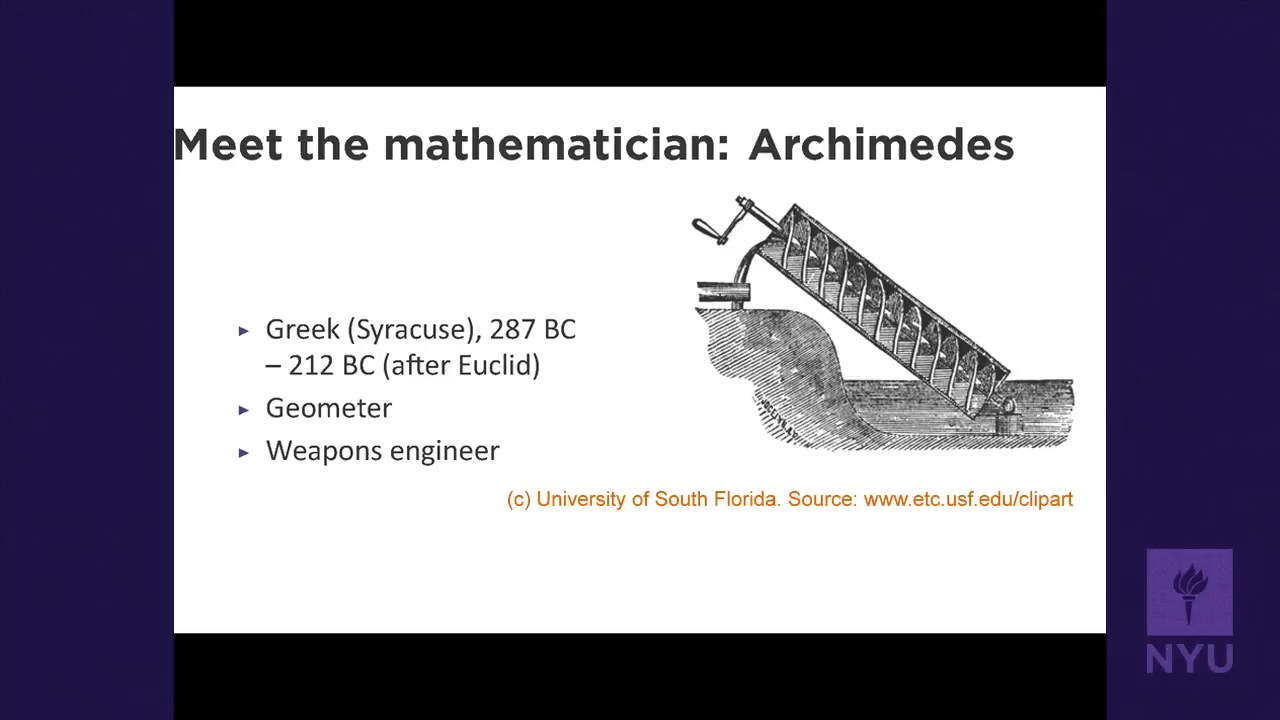 Meet the mathematician: Archimedes
▸ Greek (Syracuse), 287 BC
– 212 BC (after Euclid)
▸ Geometer
▸ Weapons engineer
(c) University of South Florida. Source: www.etc.usf.edu/clipart
NYU